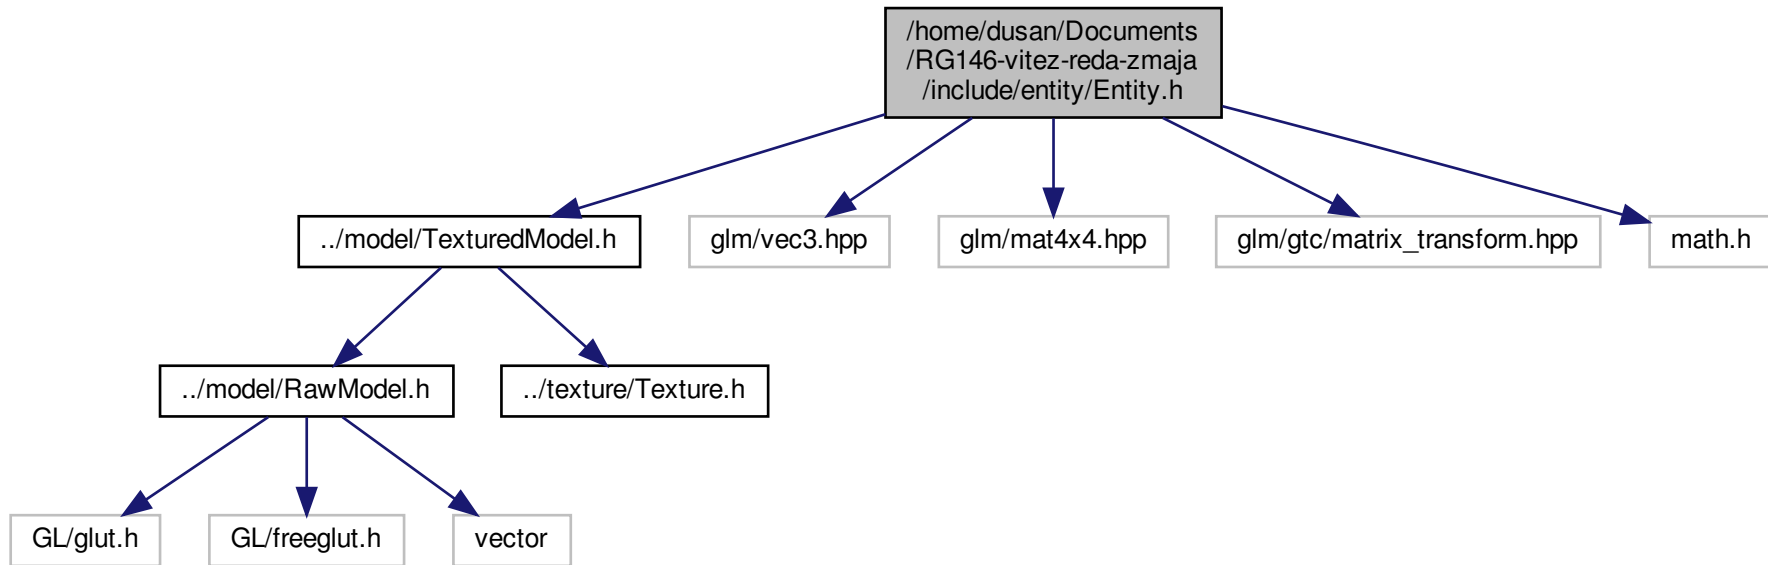 /home/dusan/Documents
/RG146-vitez-reda-zmaja
/include/entity/Entity.h
../model/TexturedModel.h
glm/vec3.hpp
glm/mat4x4.hpp
glm/gtc/matrix_transform.hpp
math.h
../model/RawModel.h
../texture/Texture.h
GL/glut.h
GL/freeglut.h
vector